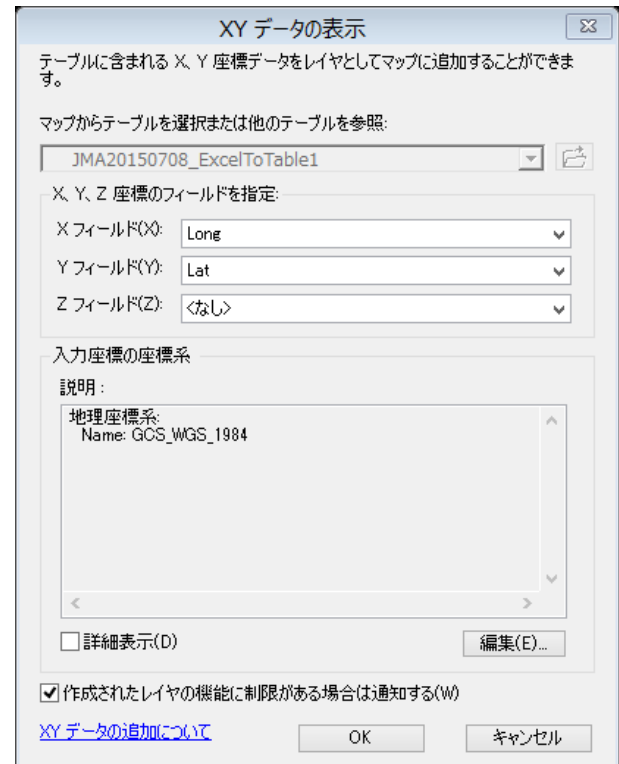 XY データの表示
テーブルに含まれる X、Y 座標データをレイヤとしてマップに追加することができま
す。
マップからテーブルを選択または他のテーブルを参照:
JMA20150708_ExcelToTable1
X、Y、Z 座標のフィールドを指定:
X フィールド(X): Long
Y フィールド(Y): Lat
Z フィールド(Z): <なし>
入力座標の座標系
説明:
地理座標系:
Name: GCS_WGS_1984
詳細表示(D) 編集(E)...
作成されたレイヤの機能に制限がある場合は通知する(W)
XY データの追加について OK キャンセル